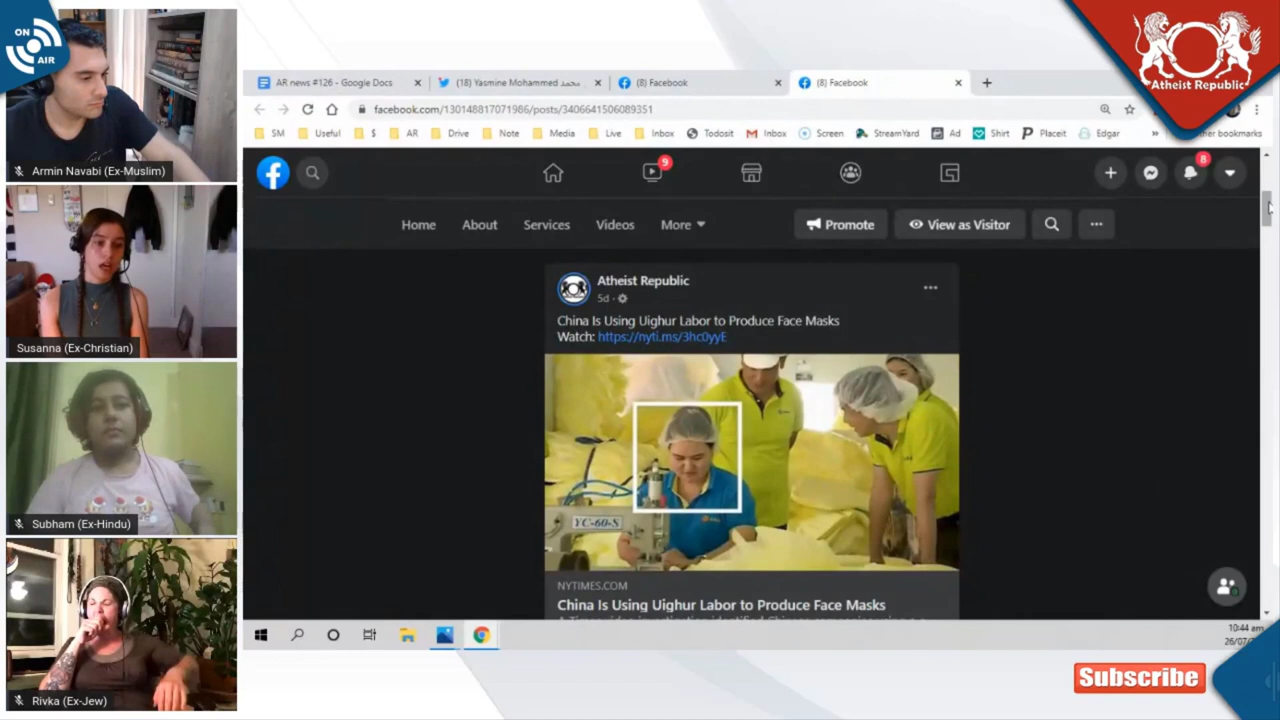 ON
AIR
Armin Navabi (Ex-Muslim)
Susanna (Ex-Christian)
Subham (Ex-Hindu)
Rivka (Ex-Jew)
AR news #126 - Google Docs
(18) Yasmine Mohammed
(8) Facebook
(8) Facebook
facebook.com/130148817071986/posts/3406641506089351
SM Useful $ AR Drive Note Media Live Inbox Todosit Inbox Screen StreamYard Ad Shirt Placeit Edgar » bookmarks
9
8
Home About Services Videos More Promote View as Visitor
Atheist Republic
5d
China Is Using Uighur Labor to Produce Face Masks
Watch: https://nyti.ms/3hc0yyE
YC-60-S
NYTIMES.COM
China Is Using Uighur Labor to Produce Face Masks
10:44 am
Atheist Republic
Subscribe